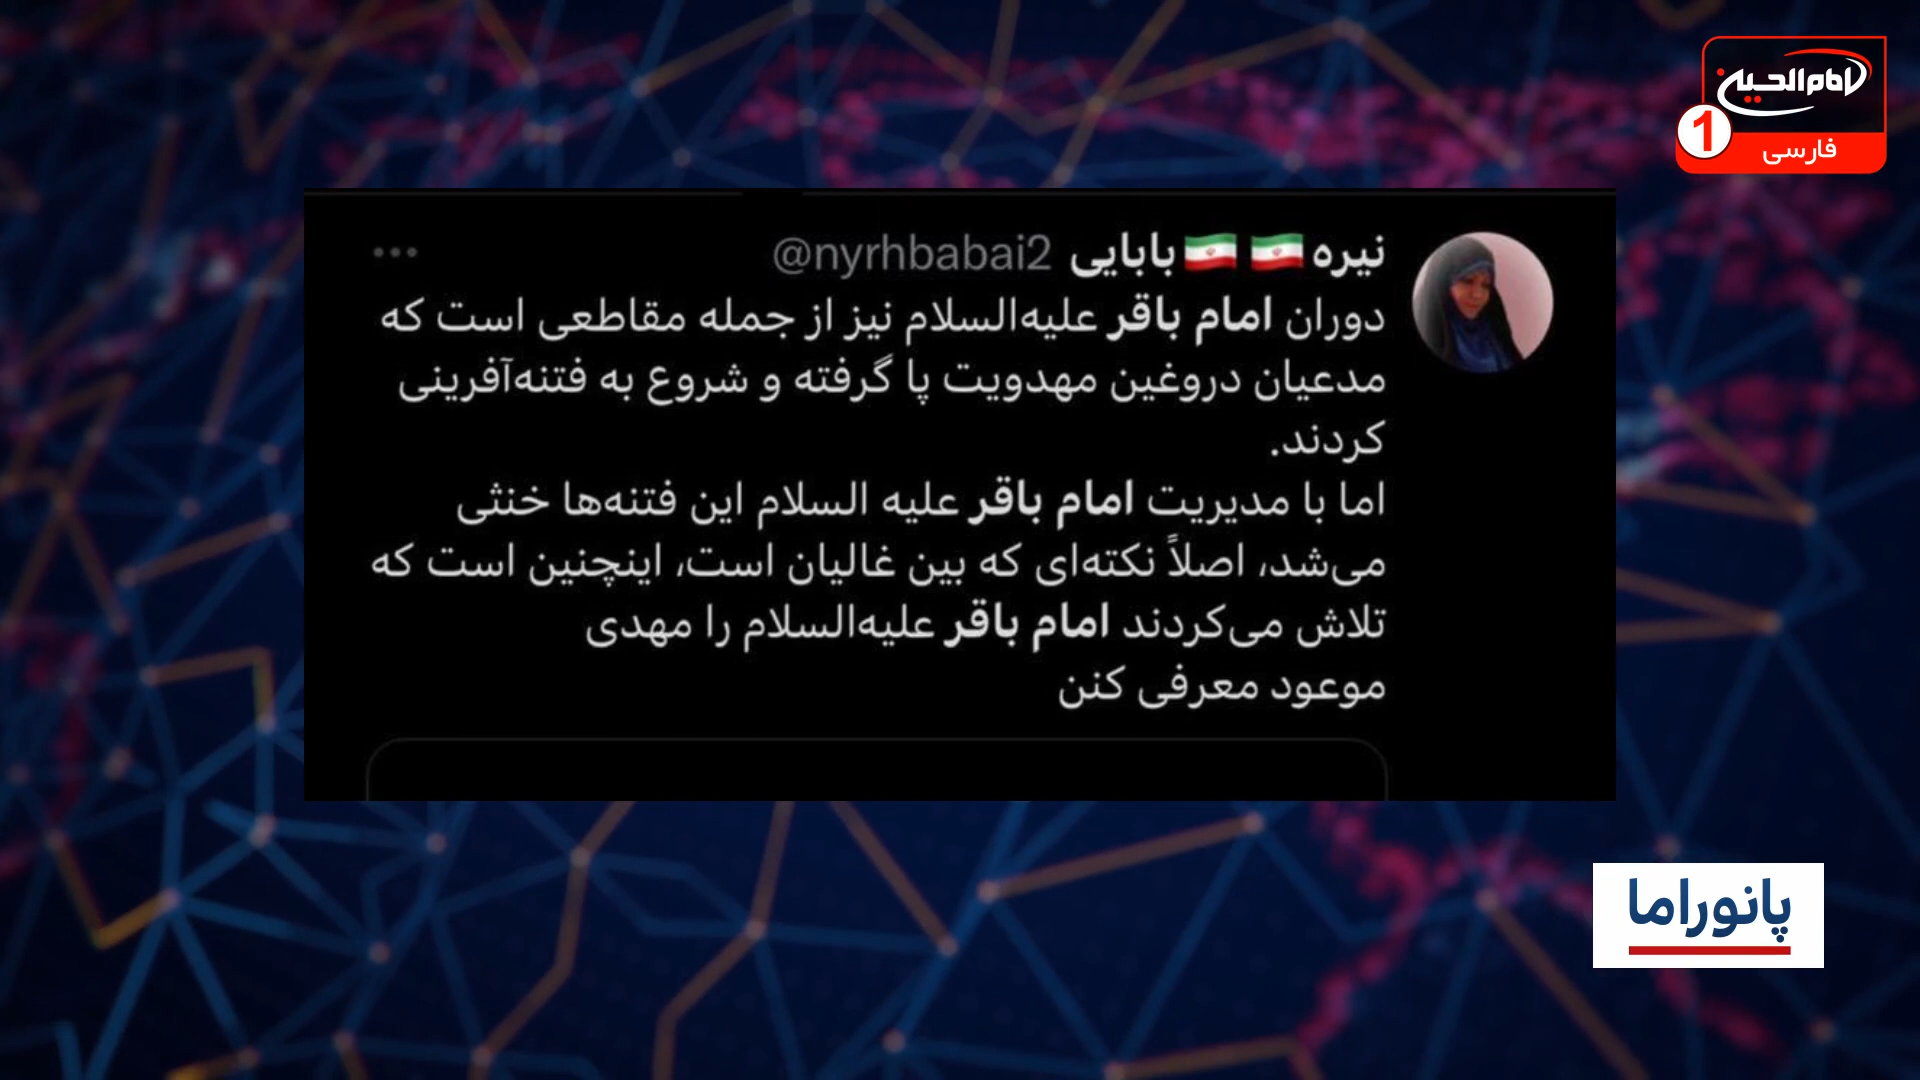 امام الحسین
1
فارسی
نیره 🇮🇷 🇮🇷 بابایی @nyrhbabai2
دوران امام باقر علیه‌السلام نیز از جمله مقاطعی است که
مدعیان دروغین مهدویت پا گرفته و شروع به فتنه‌آفرینی
کردند.
اما با مدیریت امام باقر علیه السلام این فتنه‌ها خنثی
می‌شد، اصلاً نکته‌ای که بین غالیان است، اینچنین است که
تلاش می‌کردند امام باقر علیه‌السلام را مهدی
موعود معرفی کنن
پانوراما